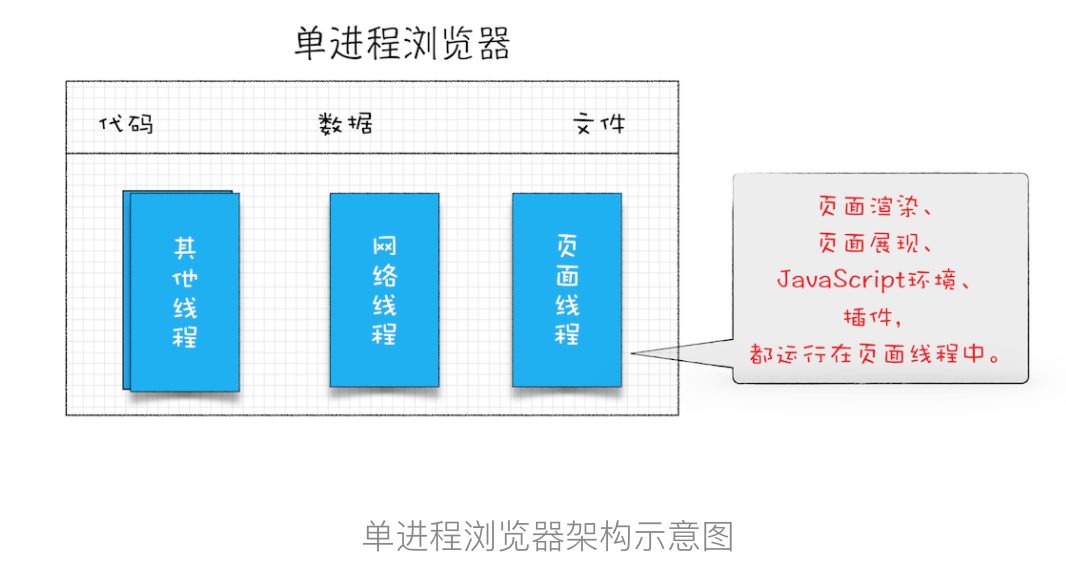 单进程浏览器
代码 数据 文件
其他线程
网络线程
页面线程
页面渲染、
页面展现、
JavaScript环境、
插件，
都运行在页面线程中。
单进程浏览器架构示意图